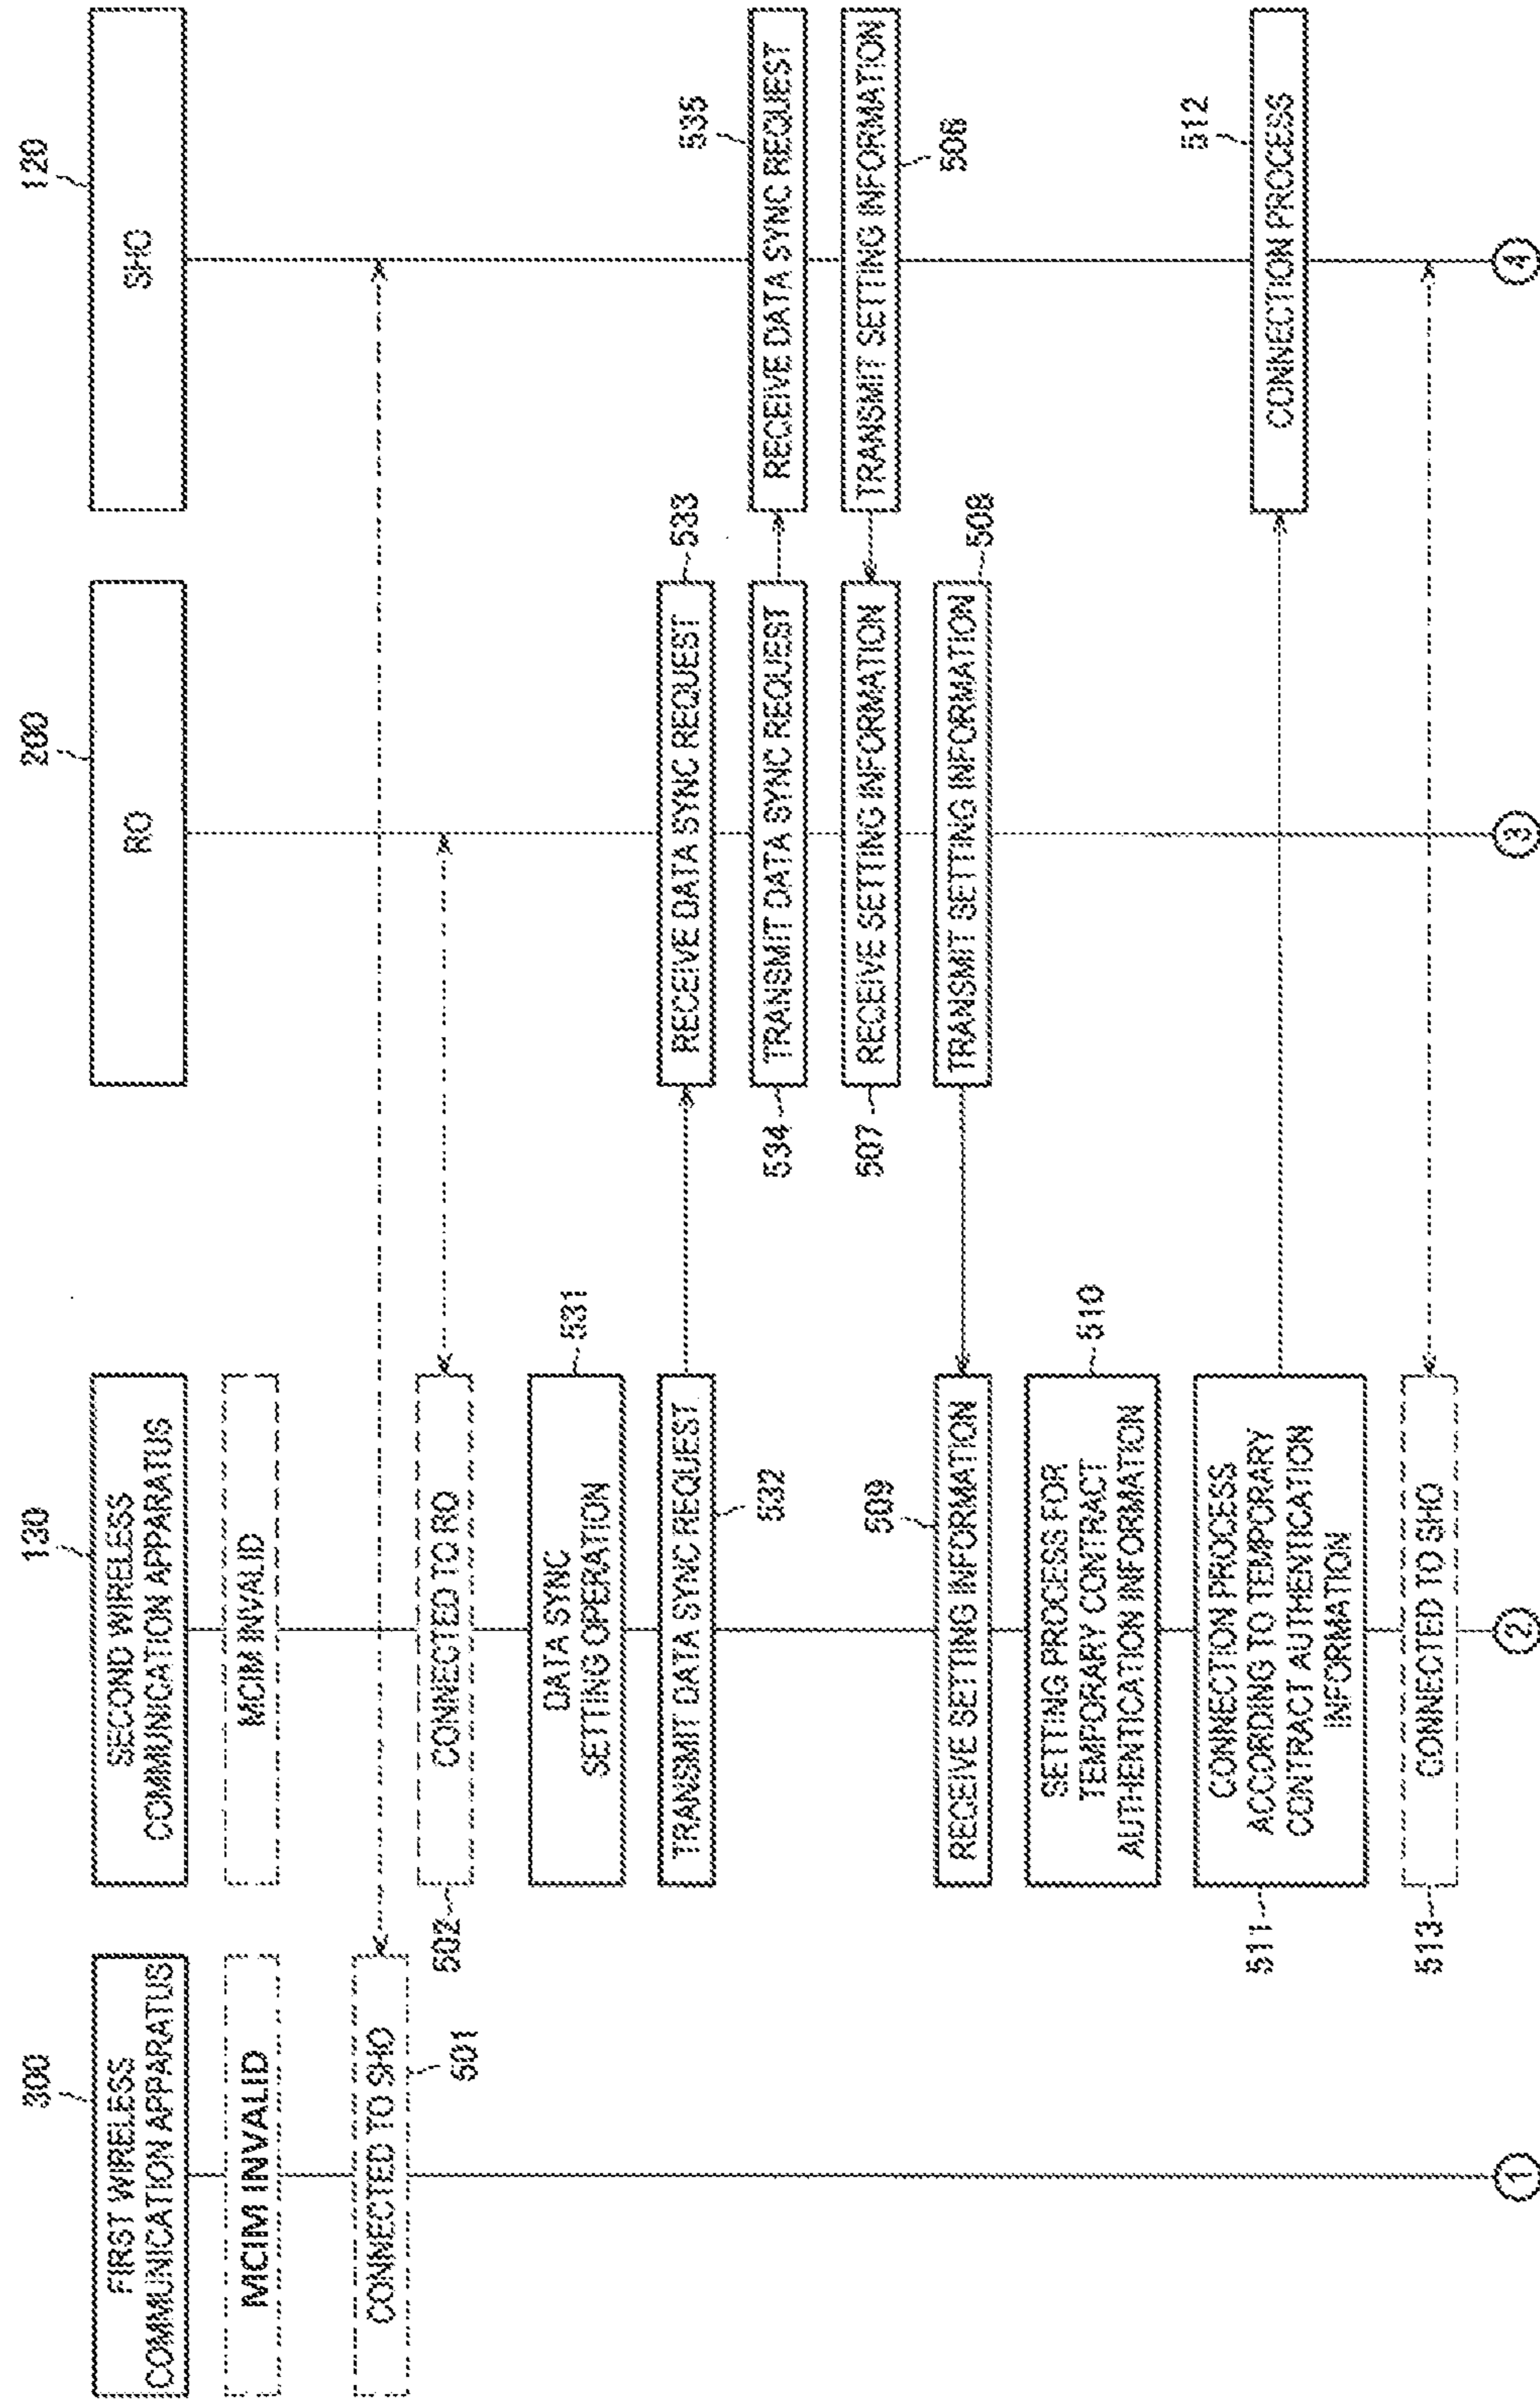 300
FIRST WIRELESS
COMMUNICATION APPARATUS
130
SECOND WIRELESS
COMMUNICATION APPARATUS
200
RO
120
SHO
MCIM INVALID
MCIM INVALID
CONNECTED TO SHO
501
502
CONNECTED TO RO
DATA SYNC
SETTING OPERATION
531
TRANSMIT DATA SYNC REQUEST
532
RECEIVE DATA SYNC REQUEST
533
534
TRANSMIT DATA SYNC REQUEST
RECEIVE DATA SYNC REQUEST
535
TRANSMIT SETTING INFORMATION
506
507
RECEIVE SETTING INFORMATION
TRANSMIT SETTING INFORMATION
508
509
RECEIVE SETTING INFORMATION
SETTING PROCESS FOR
TEMPORARY CONTRACT
AUTHENTICATION INFORMATION
510
511
CONNECTION PROCESS
ACCORDING TO TEMPORARY
CONTRACT AUTHENTICATION
INFORMATION
512
CONNECTION PROCESS
513
CONNECTED TO SHO
1
2
3
4